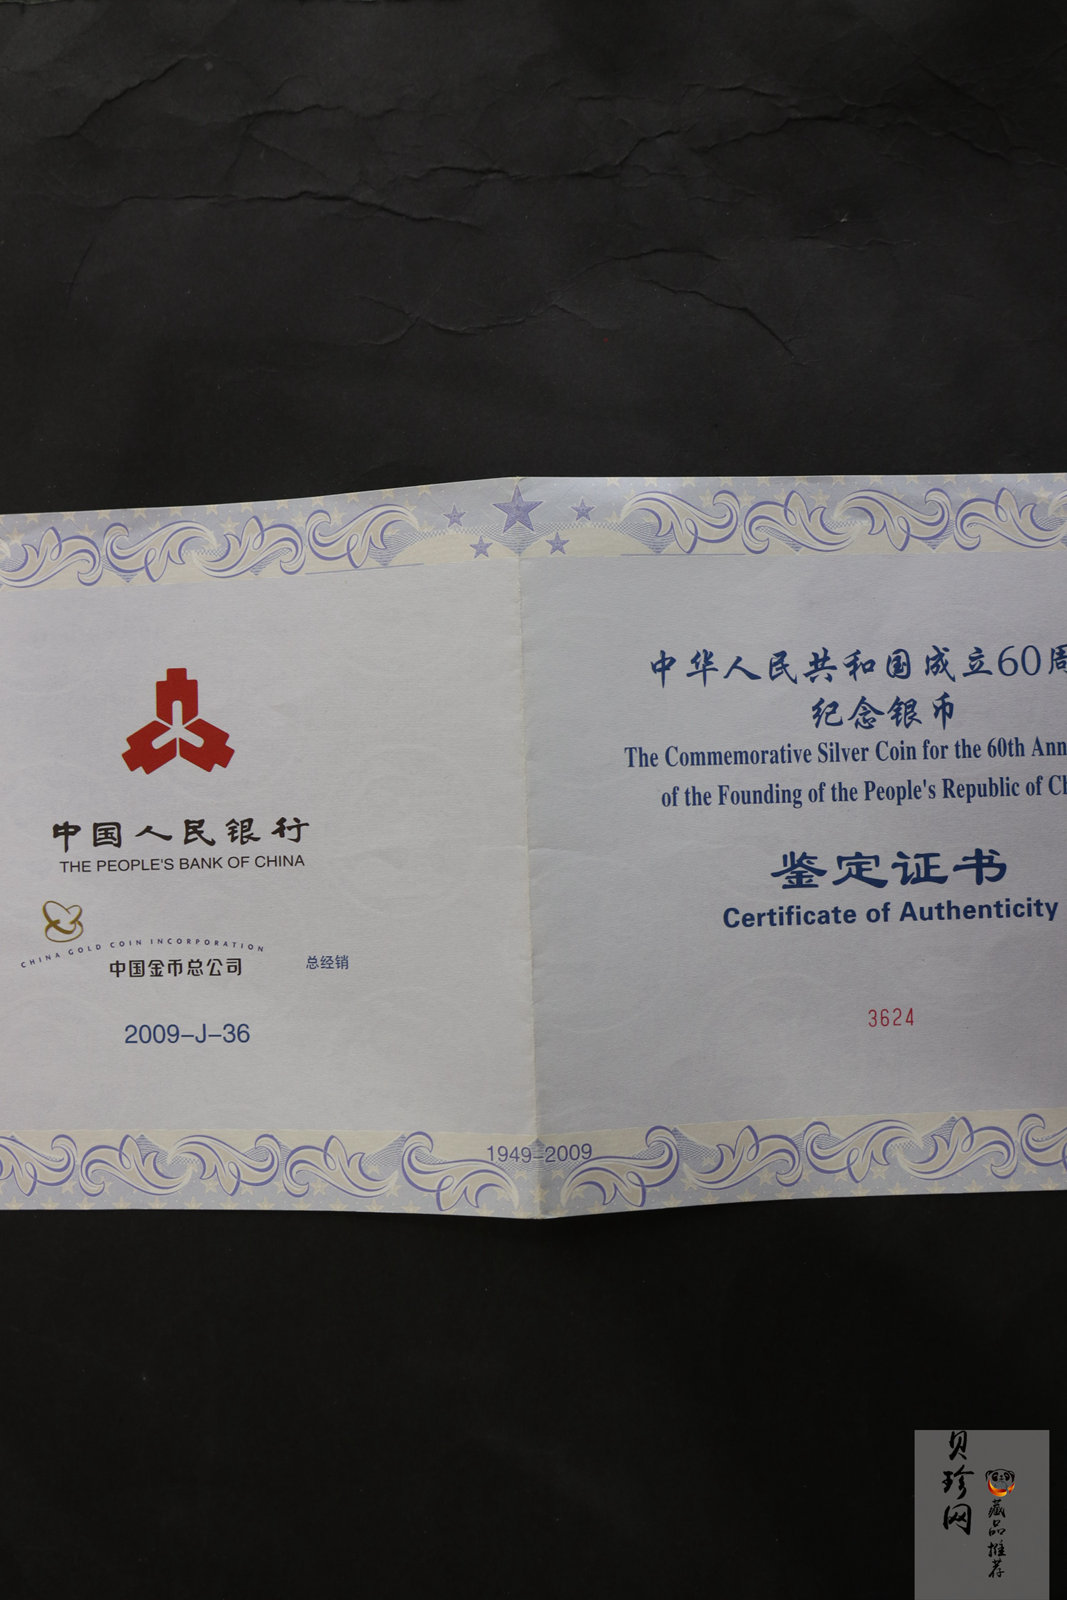 中国人民银行
THE PEOPLE'S BANK OF CHINA
CHINA GOLD COIN INCORPORATION
中国金币总公司 总经销
2009-J-36
中华人民共和国成立60周
纪念银币
The Commemorative Silver Coin for the 60th Ann
of the Founding of the People's Republic of Ch
鉴定证书
Certificate of Authenticity
3624
1949-2009
贝珍网
藏品推荐